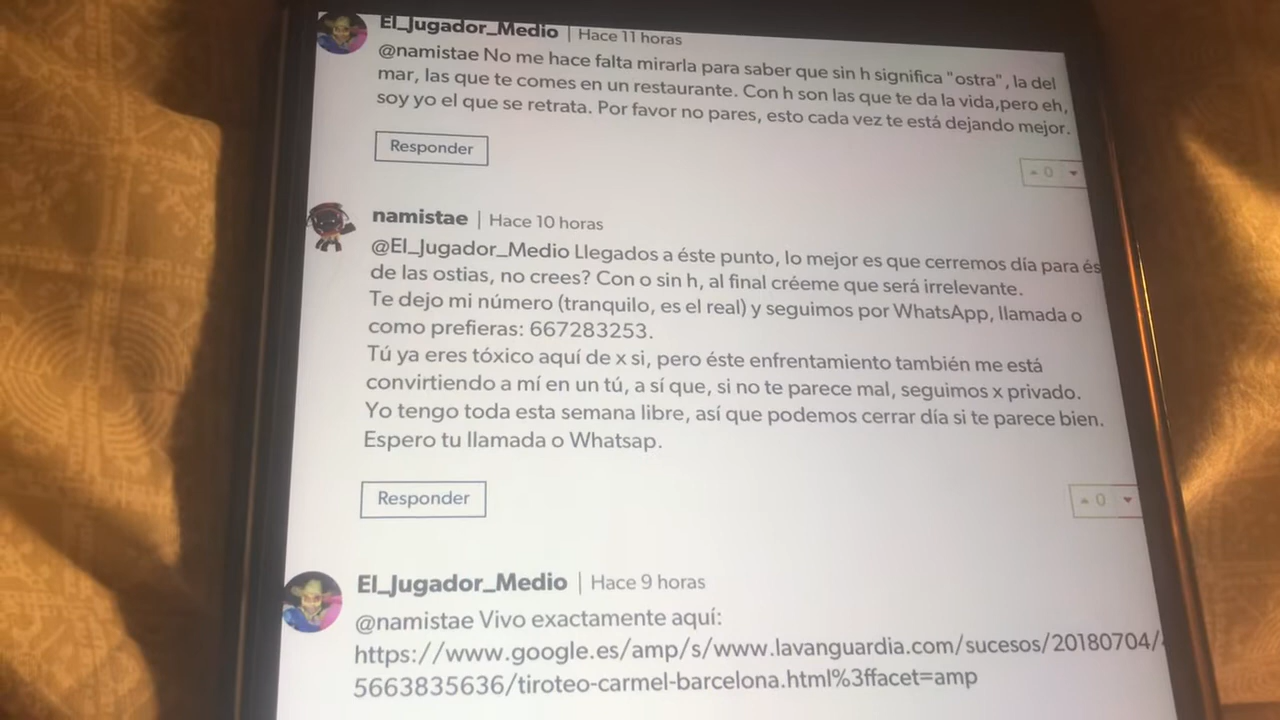 El_Jugador_Medio | Hace 11 horas
@namistae No me hace falta mirarla para saber que sin h significa "ostra", la del
mar, las que te comes en un restaurante. Con h son las que te da la vida,pero eh,
soy yo el que se retrata. Por favor no pares, esto cada vez te está dejando mejor.
Responder
0
namistae | Hace 10 horas
@El_Jugador_Medio Llegados a éste punto, lo mejor es que cerremos día para és
de las ostias, no crees? Con o sin h, al final créeme que será irrelevante.
Te dejo mi número (tranquilo, es el real) y seguimos por WhatsApp, llamada o
como prefieras: 667283253.
Tú ya eres tóxico aquí de x si, pero éste enfrentamiento también me está
convirtiendo a mí en un tú, a sí que, si no te parece mal, seguimos x privado.
Yo tengo toda esta semana libre, así que podemos cerrar día si te parece bien.
Espero tu llamada o Whatsap.
Responder
0
El_Jugador_Medio | Hace 9 horas
@namistae Vivo exactamente aquí:
https://www.google.es/amp/s/www.lavanguardia.com/sucesos/20180704/
5663835636/tiroteo-carmel-barcelona.html%3ffacet=amp